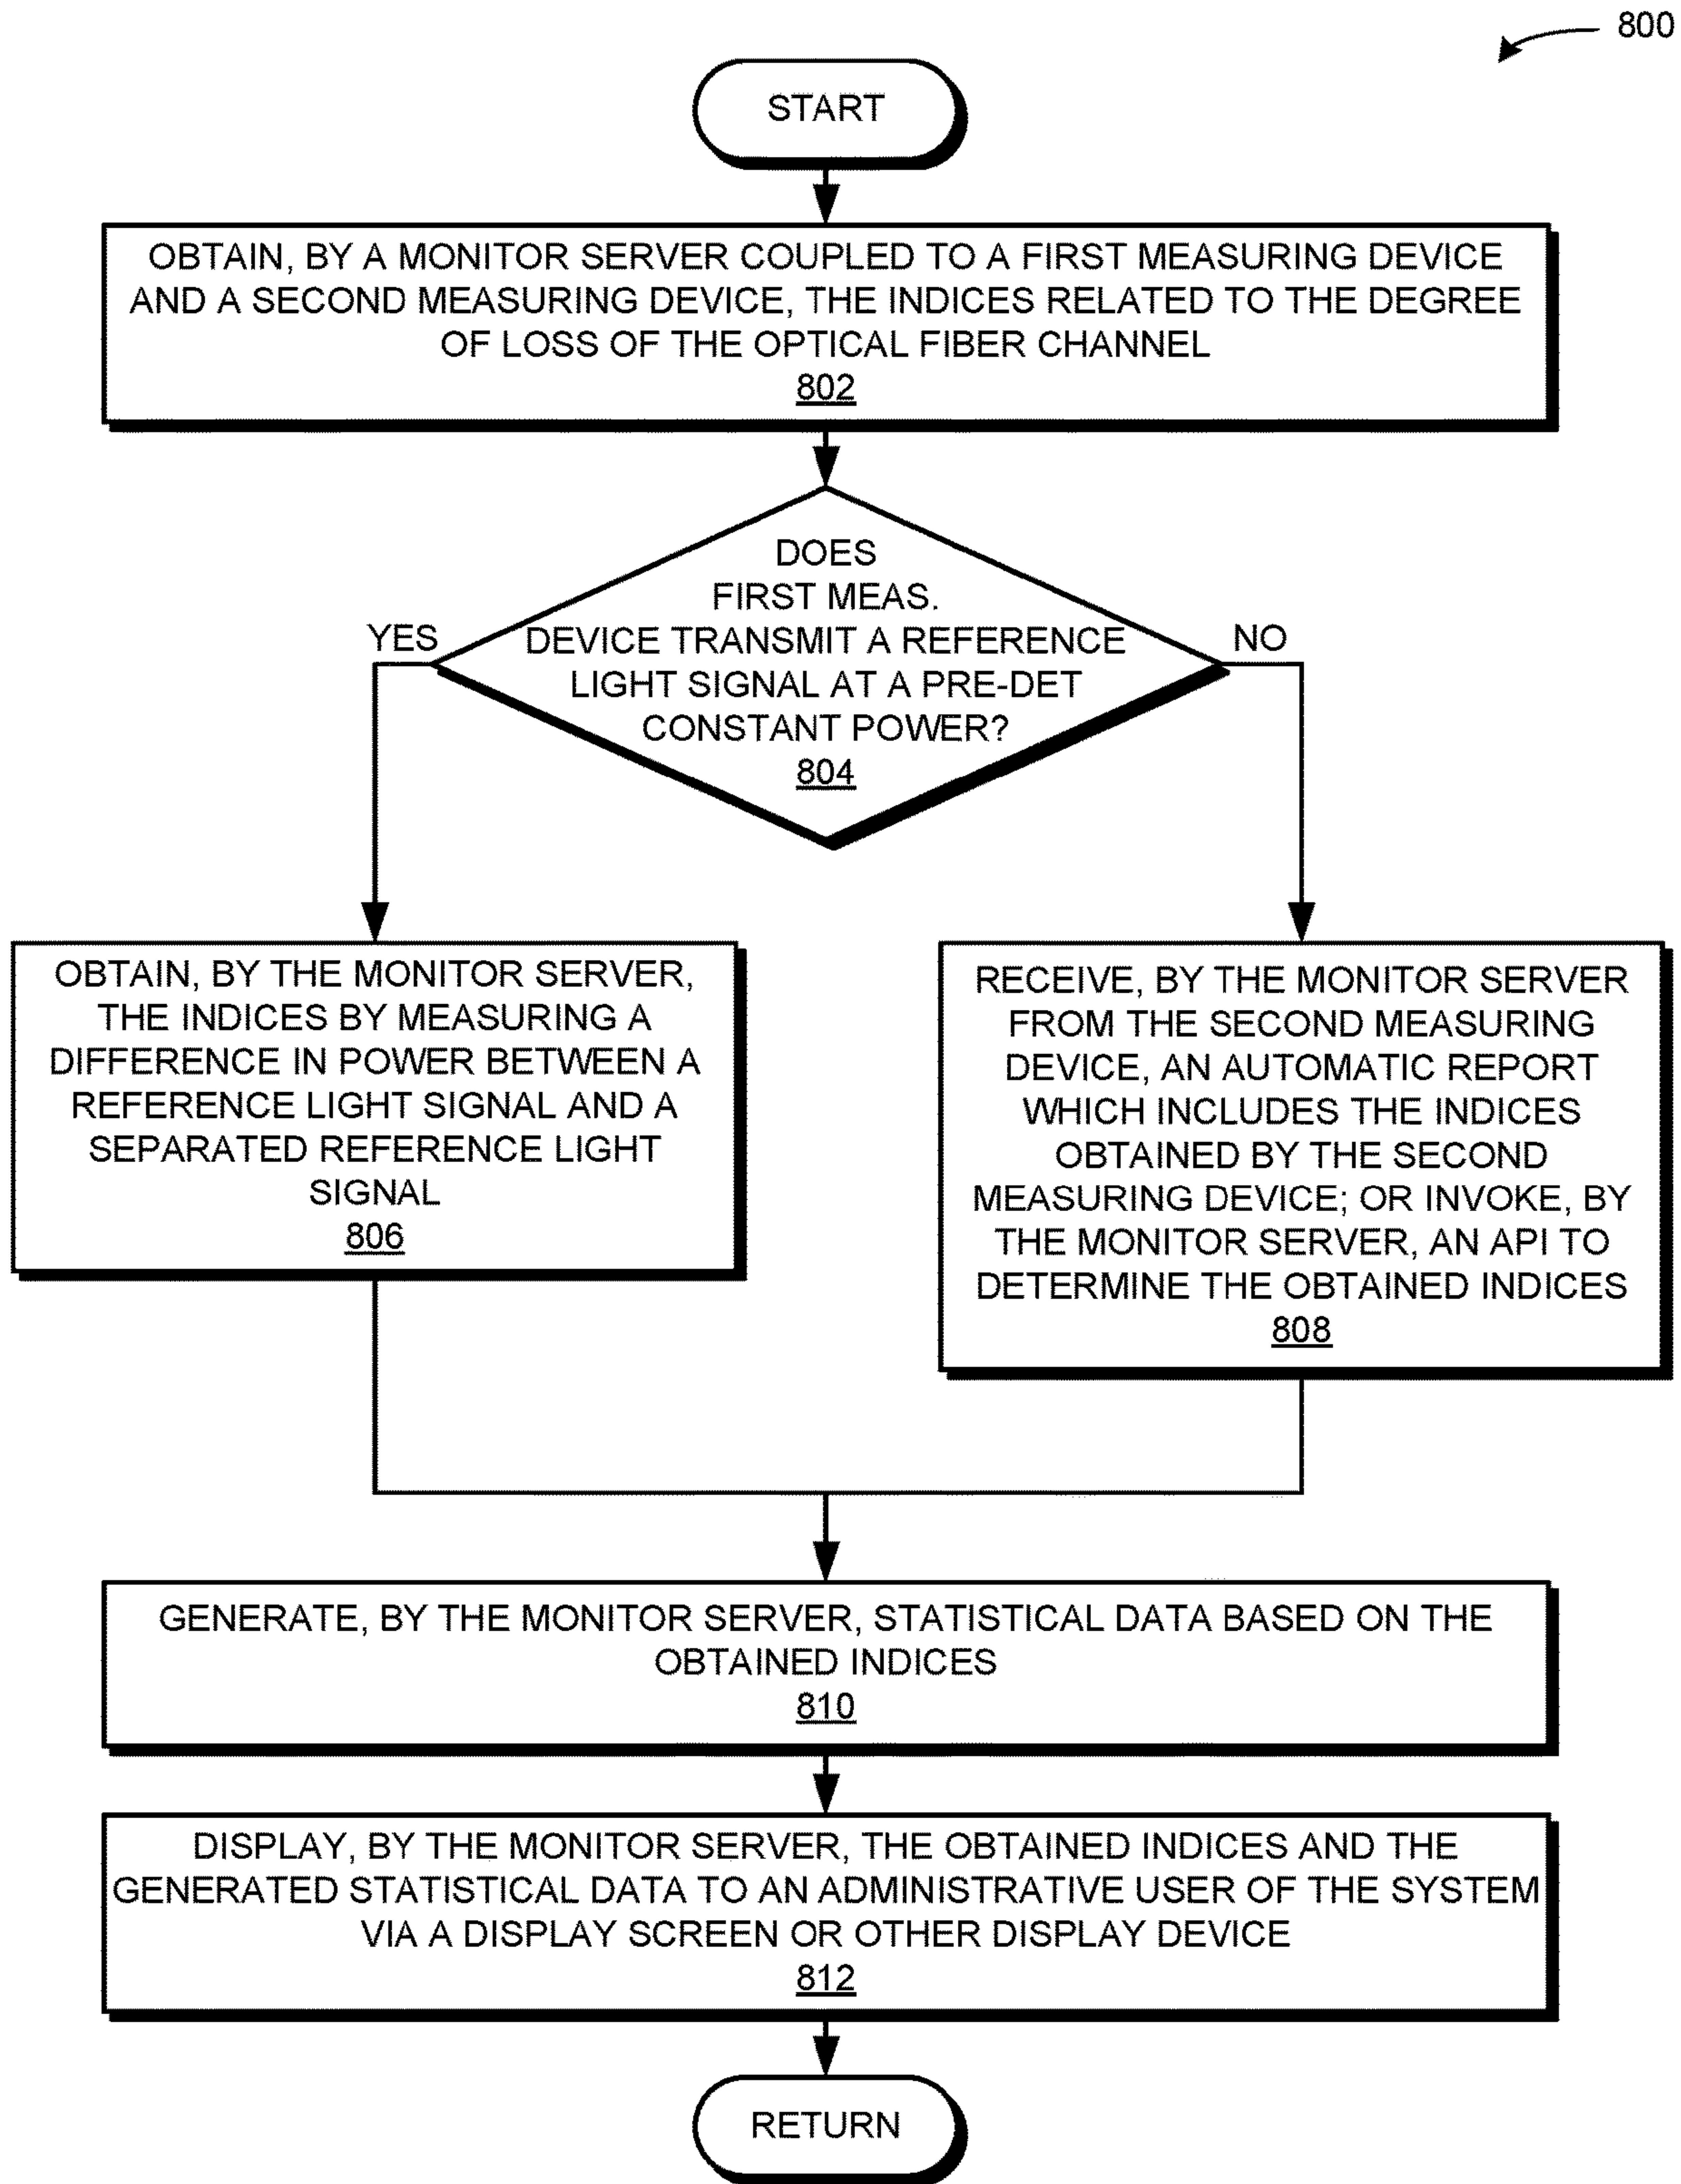 800
START
OBTAIN, BY A MONITOR SERVER COUPLED TO A FIRST MEASURING DEVICE
AND A SECOND MEASURING DEVICE, THE INDICES RELATED TO THE DEGREE
OF LOSS OF THE OPTICAL FIBER CHANNEL
802
DOES
FIRST MEAS.
DEVICE TRANSMIT A REFERENCE
LIGHT SIGNAL AT A PRE-DET
CONSTANT POWER?
804
YES
NO
OBTAIN, BY THE MONITOR SERVER,
THE INDICES BY MEASURING A
DIFFERENCE IN POWER BETWEEN A
REFERENCE LIGHT SIGNAL AND A
SEPARATED REFERENCE LIGHT
SIGNAL
806
RECEIVE, BY THE MONITOR SERVER
FROM THE SECOND MEASURING
DEVICE, AN AUTOMATIC REPORT
WHICH INCLUDES THE INDICES
OBTAINED BY THE SECOND
MEASURING DEVICE; OR INVOKE, BY
THE MONITOR SERVER, AN API TO
DETERMINE THE OBTAINED INDICES
808
GENERATE, BY THE MONITOR SERVER, STATISTICAL DATA BASED ON THE
OBTAINED INDICES
810
DISPLAY, BY THE MONITOR SERVER, THE OBTAINED INDICES AND THE
GENERATED STATISTICAL DATA TO AN ADMINISTRATIVE USER OF THE SYSTEM
VIA A DISPLAY SCREEN OR OTHER DISPLAY DEVICE
812
RETURN